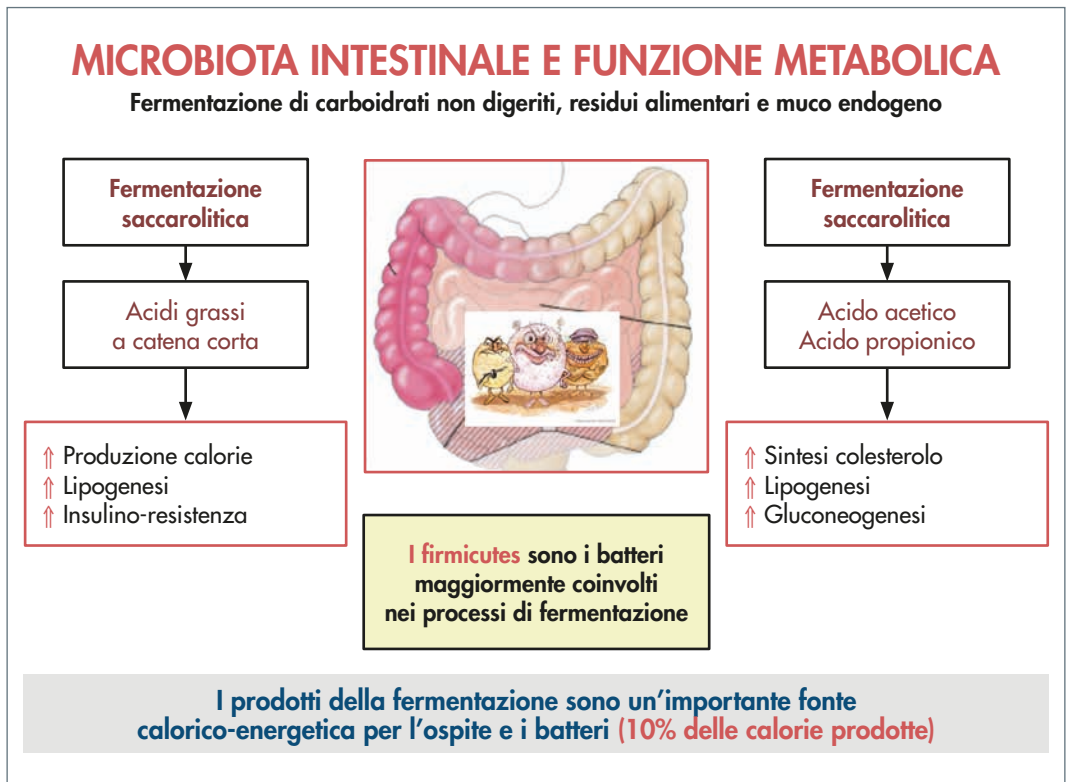 MICROBIOTA INTESTINALE E FUNZIONE METABOLICA
Fermentazione di carboidrati non digeriti, residui alimentari e muco endogeno
Fermentazione
saccarolitica
Acidi grassi
a catena corta
⇑ Produzione calorie
⇑ Lipogenesi
⇑ Insulino-resistenza
I firmicutes sono i batteri
maggiormente coinvolti
nei processi di fermentazione
Fermentazione
saccarolitica
Acido acetico
Acido propionico
⇑ Sintesi colesterolo
⇑ Lipogenesi
⇑ Gluconeogenesi
I prodotti della fermentazione sono un’importante fonte
calorico-energetica per l’ospite e i batteri (10% delle calorie prodotte)